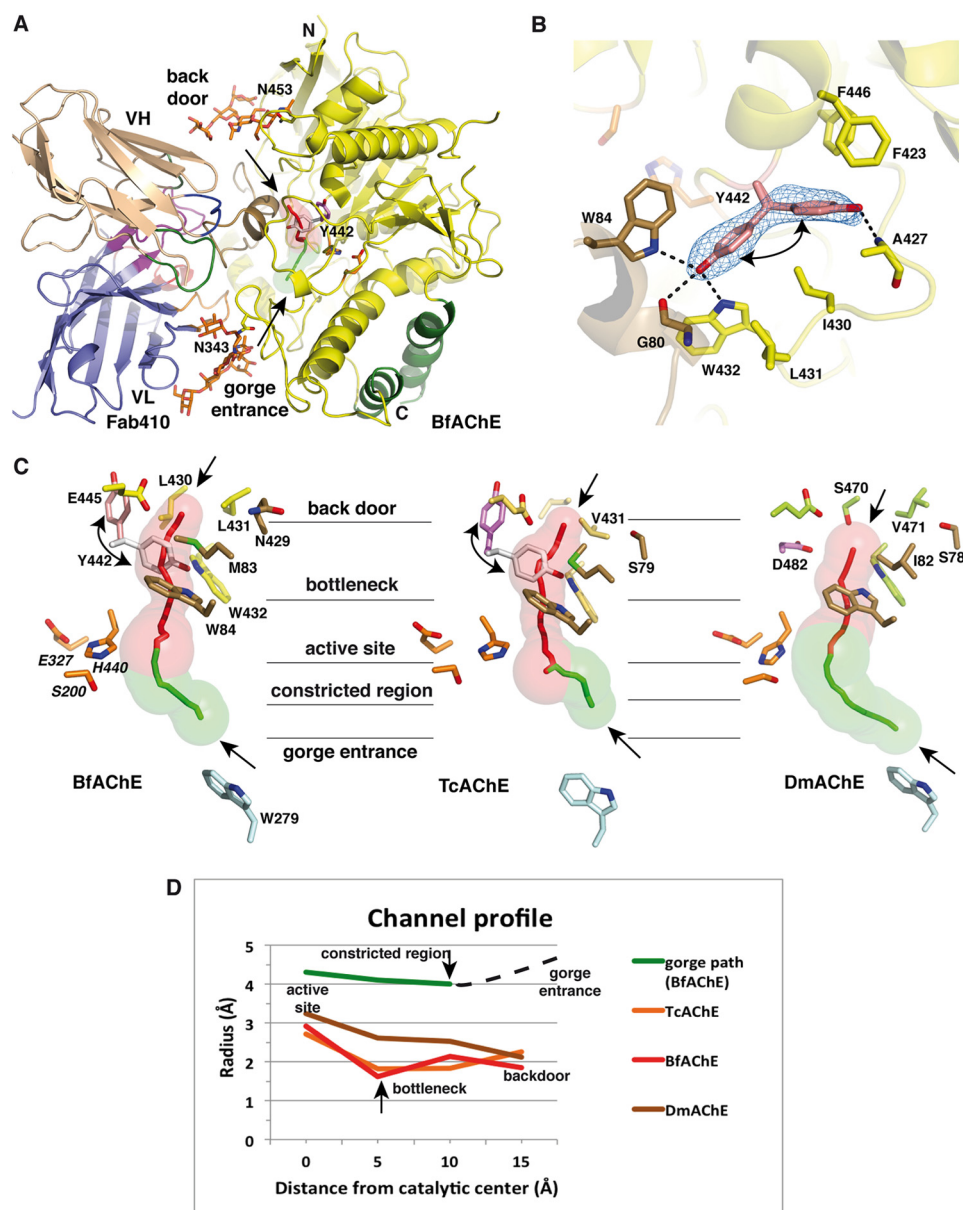 A
N
back
door
N453
VH
Y442
N343
VL
Fab410
gorge
entrance
C
BfAChE
B
F446
F423
Y442
W84
A427
I430
G80
W432
L431
C
L430
E445
L431
N429
Y442
M83
W432
W84
E327
H440
S200
BfAChE
W279
back door
bottleneck
active site
constricted region
gorge entrance
V431
S79
TcAChE
S470
V471
D482
I82
S78
DmAChE
D
Channel profile
5
4
3
2
1
0
Radius (Å)
constricted region
active
site
gorge
entrance
bottleneck
backdoor
0 5 10 15
Distance from catalytic center (Å)
gorge path
(BfAChE)
TcAChE
BfAChE
DmAChE